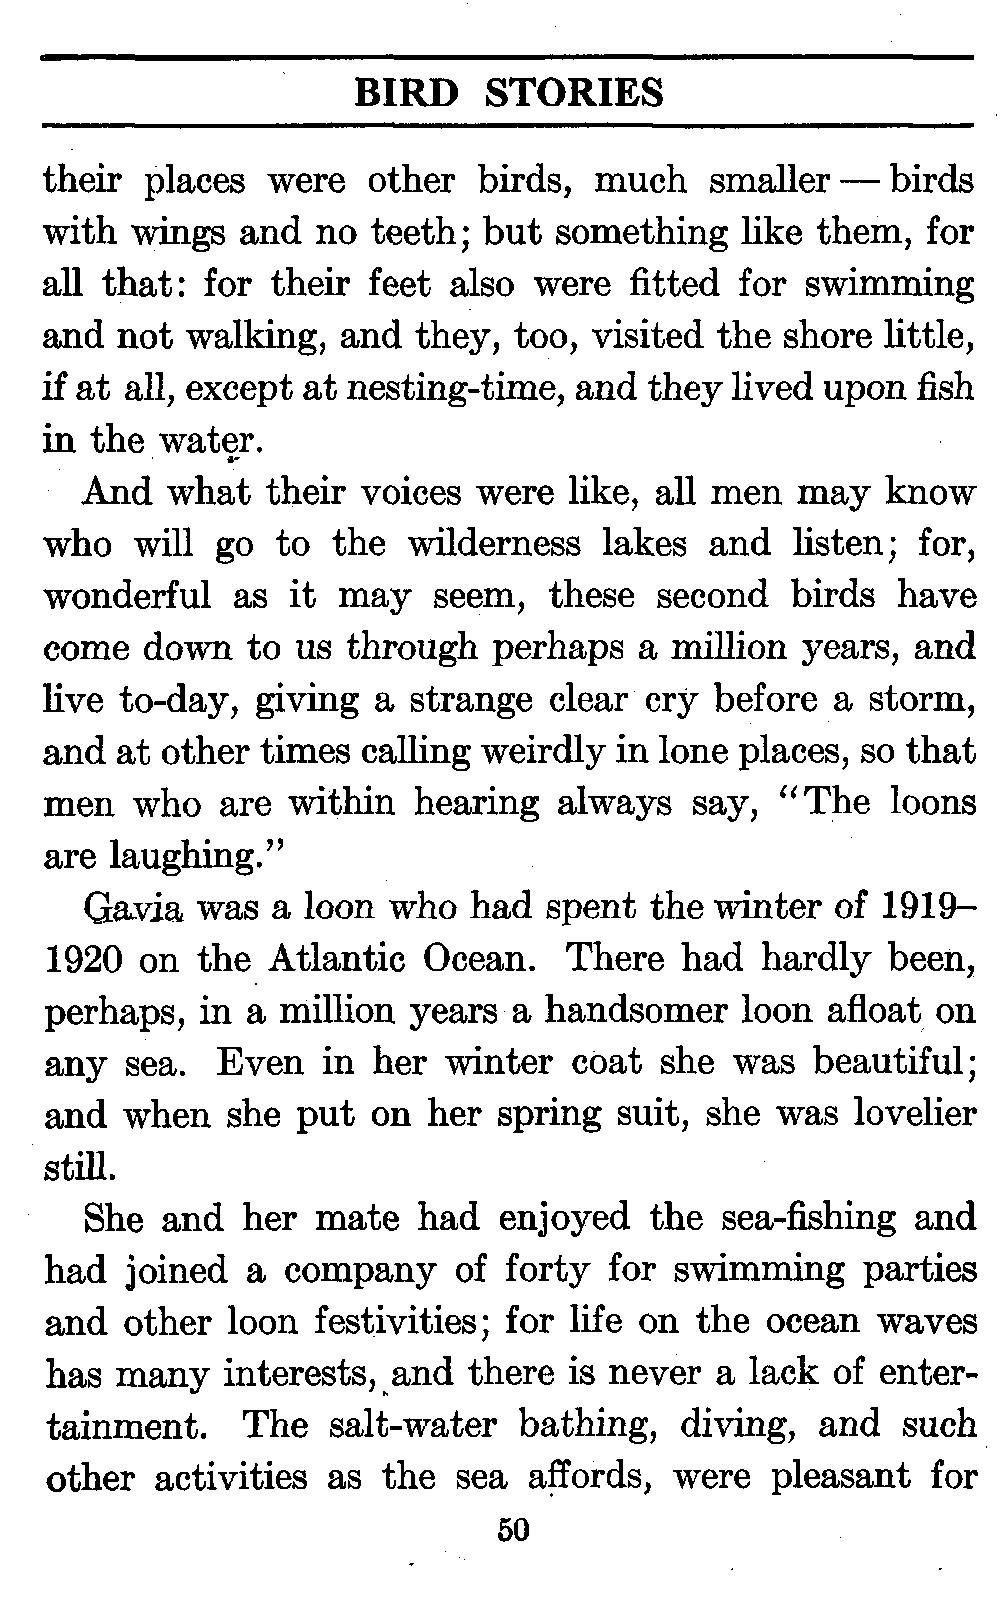 BIRD STORIES
their places were other birds, much smaller — birds
with wings and no teeth; but something like them, for
all that: for their feet also were fitted for swimming
and not walking, and they, too, visited the shore little,
if at all, except at nesting-time, and they lived upon fish
in the water.
And what their voices were like, all men may know
who will go to the wilderness lakes and listen; for,
wonderful as it may seem, these second birds have
come down to us through perhaps a million years, and
live to-day, giving a strange clear cry before a storm,
and at other times calling weirdly in lone places, so that
men who are within hearing always say, “The loons
are laughing.”
Gavia was a loon who had spent the winter of 1919–
1920 on the Atlantic Ocean. There had hardly been,
perhaps, in a million years a handsomer loon afloat on
any sea. Even in her winter coat she was beautiful;
and when she put on her spring suit, she was lovelier
still.
She and her mate had enjoyed the sea-fishing and
had joined a company of forty for swimming parties
and other loon festivities; for life on the ocean waves
has many interests, and there is never a lack of enter-
tainment. The salt-water bathing, diving, and such
other activities as the sea affords, were pleasant for
50